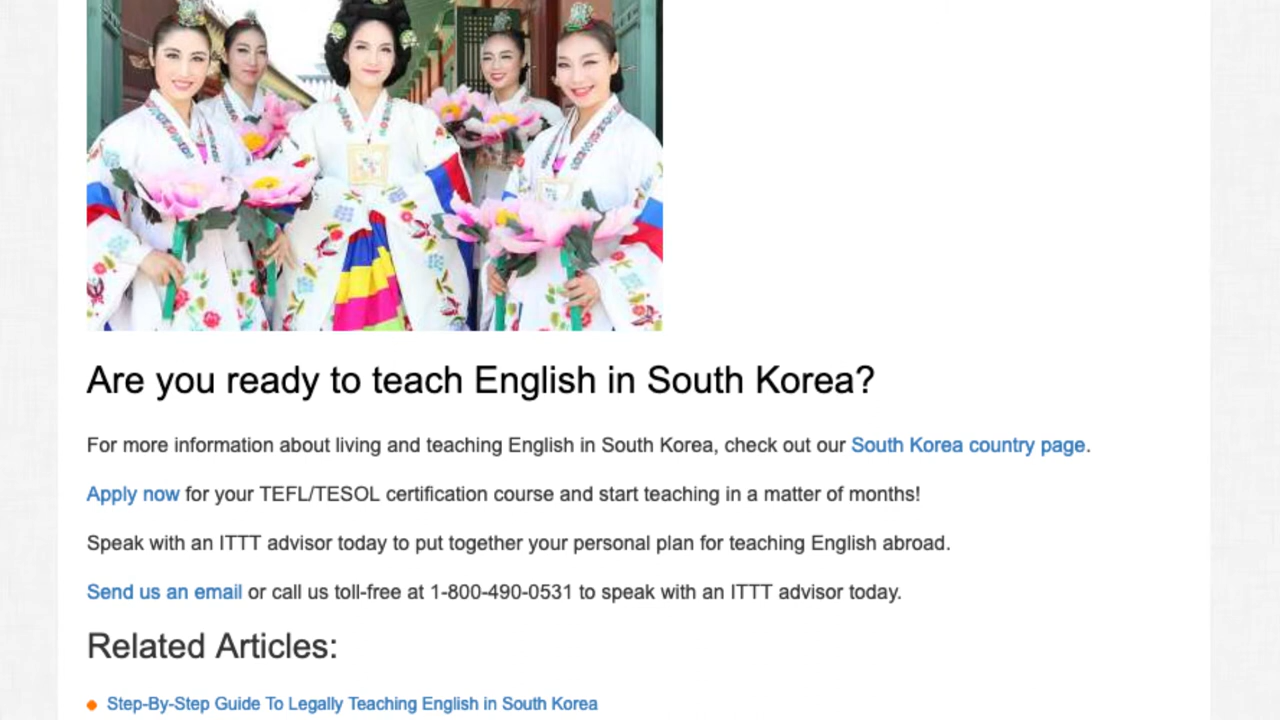 Are you ready to teach English in South Korea?
For more information about living and teaching English in South Korea, check out our South Korea country page.
Apply now for your TEFL/TESOL certification course and start teaching in a matter of months!
Speak with an ITTT advisor today to put together your personal plan for teaching English abroad.
Send us an email or call us toll-free at 1-800-490-0531 to speak with an ITTT advisor today.
Related Articles:
Step-By-Step Guide To Legally Teaching English in South Korea